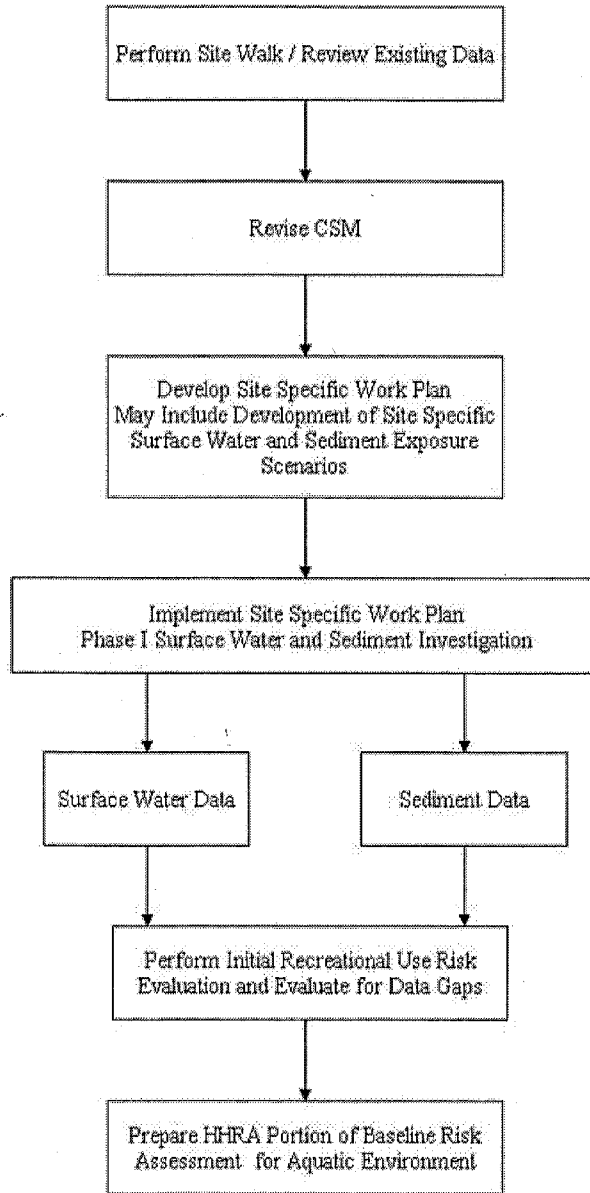 Perform Site Walk / Review Existing Data
Revise CSM
Develop Site Specific Work Plan
May Include Development of Site Specific
Surface Water and Sediment Exposure
Scenarios
Implement Site Specific Work Plan
Phase I Surface Water and Sediment Investigation
Surface Water Data
Sediment Data
Perform Initial Recreational Use Risk
Evaluation and Evaluate for Data Gaps
Prepare HHRA Portion of Baseline Risk
Assessment for Aquatic Environment